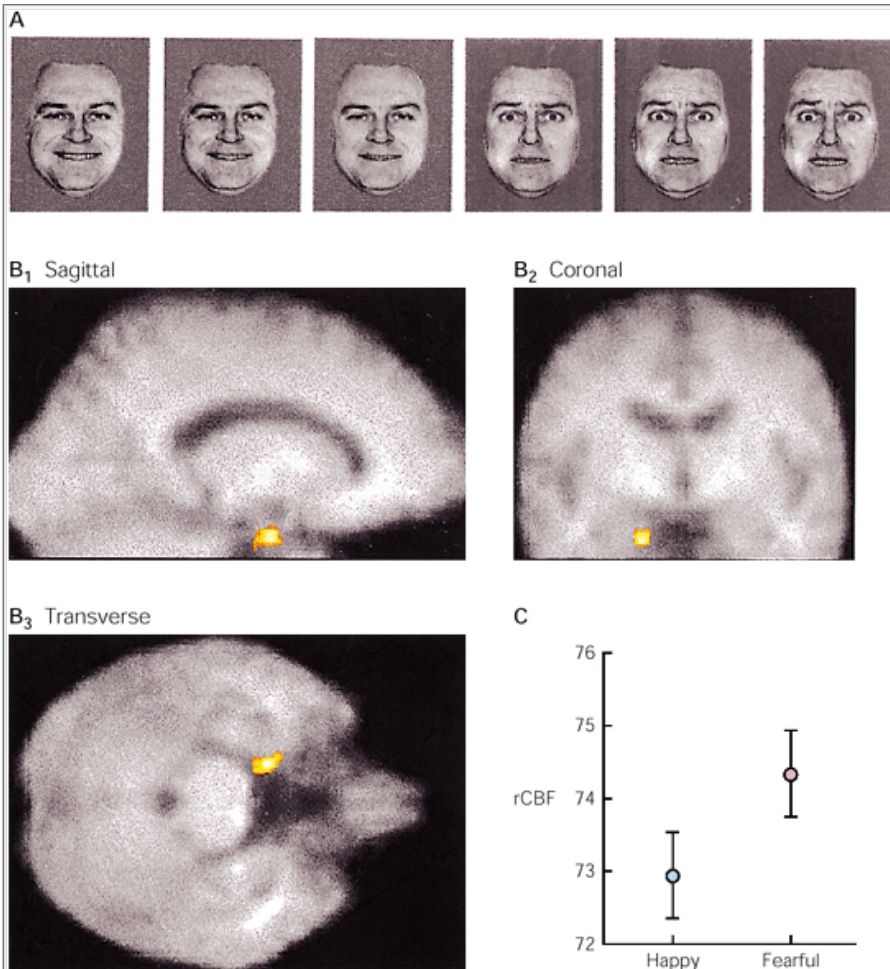 A
B₁ Sagittal
B₂ Coronal
B₃ Transverse
C
76
75
rCBF 74
73
72
Happy Fearful